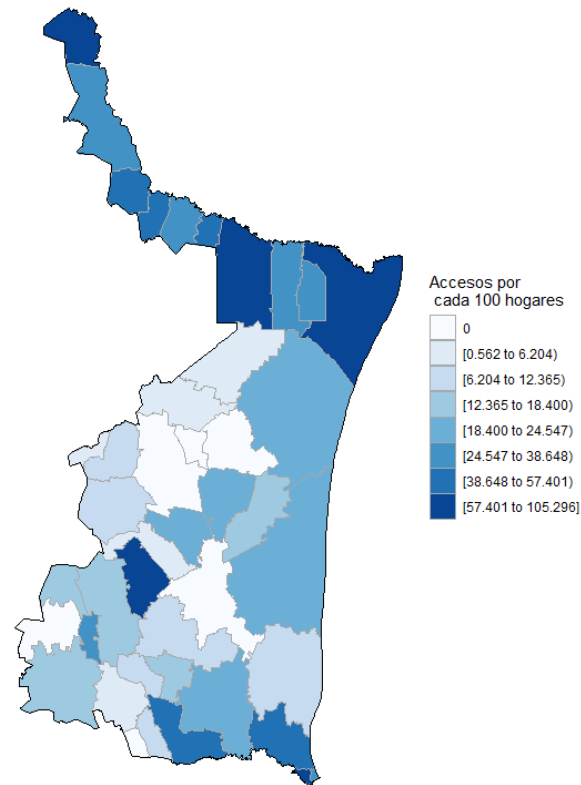 Accesos por
cada 100 hogares
0
[0.562 to 6.204)
[6.204 to 12.365)
[12.365 to 18.400)
[18.400 to 24.547)
[24.547 to 38.648)
[38.648 to 57.401)
[57.401 to 105.296]